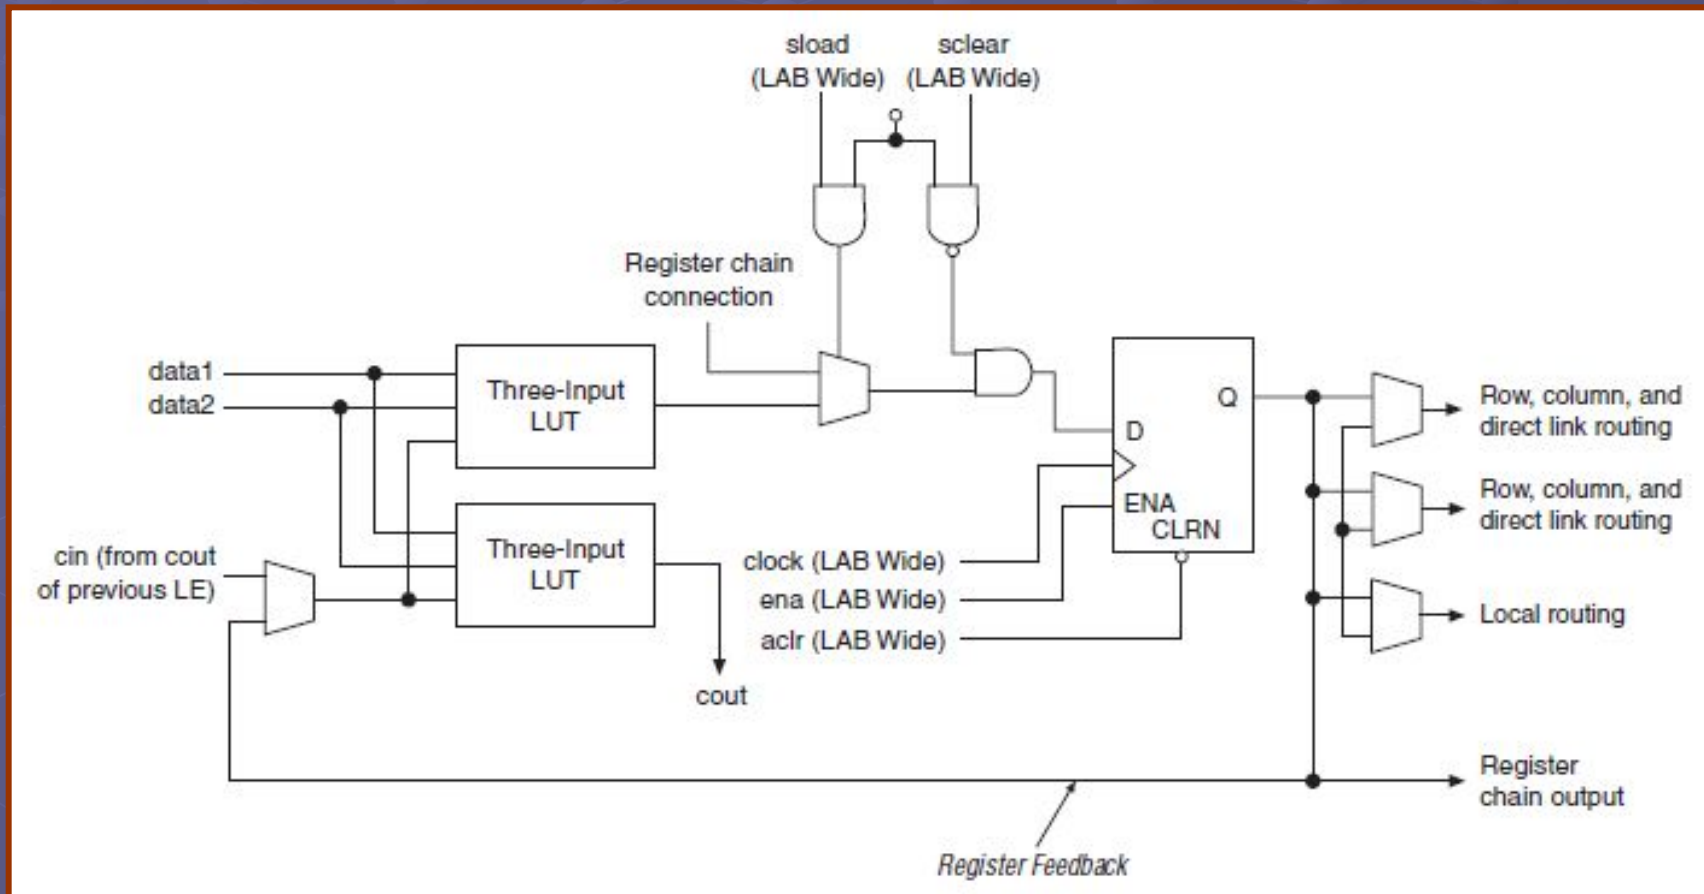 sload
(LAB Wide)
sclear
(LAB Wide)
Register chain
connection
data1
data2
Three-Input
LUT
Three-Input
LUT
cin (from cout
of previous LE)
cout
Q
D
ENA
CLRN
clock (LAB Wide)
ena (LAB Wide)
aclr (LAB Wide)
Row, column, and
direct link routing
Row, column, and
direct link routing
Local routing
Register
chain output
Register Feedback